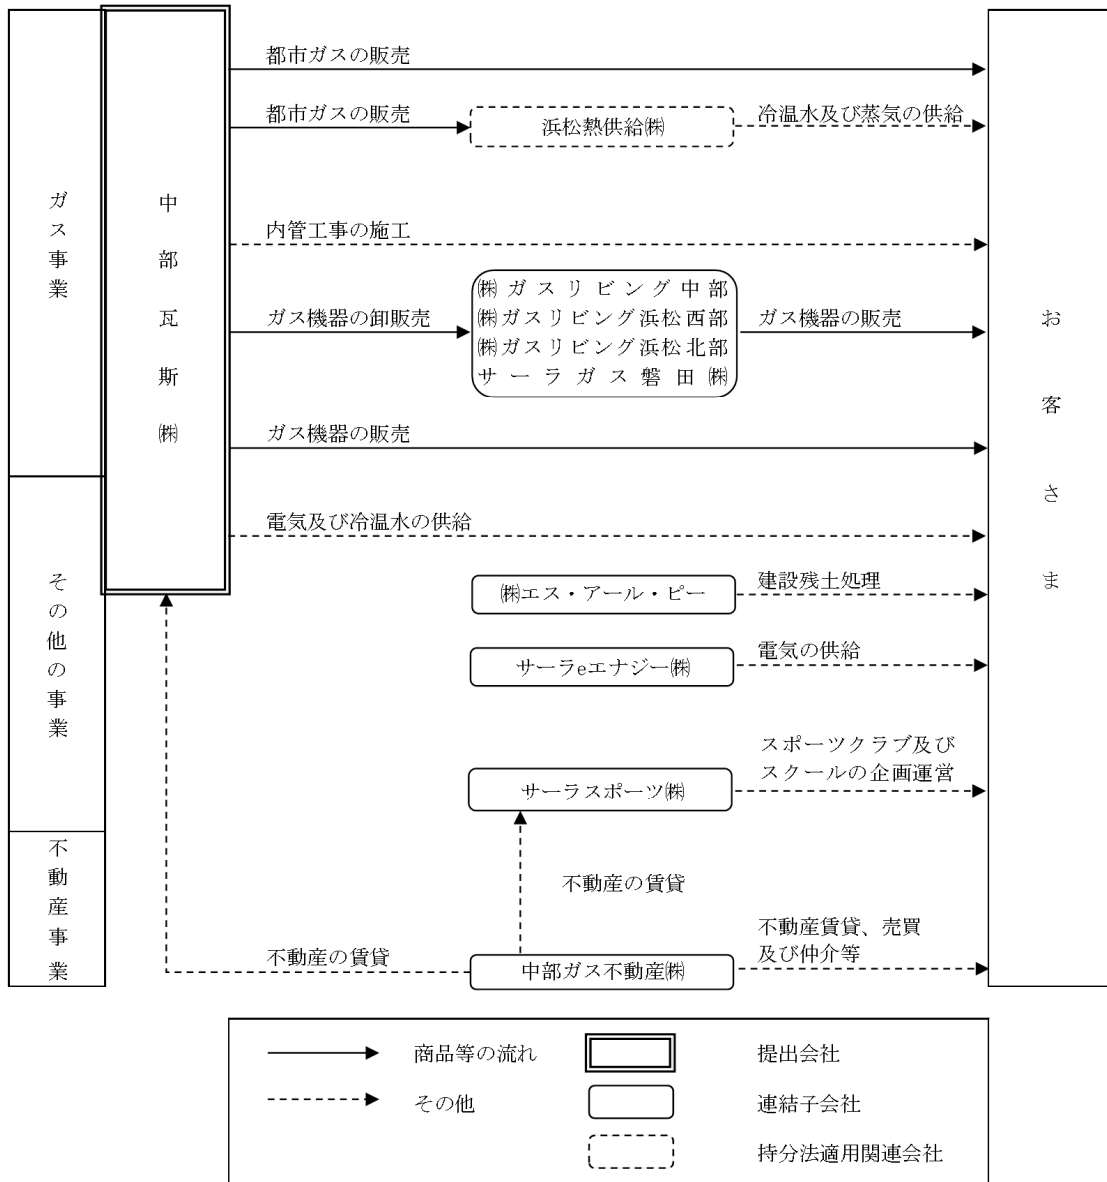 ガス事業
その他の事業
不動産事業
中部瓦斯㈱
都市ガスの販売
都市ガスの販売
浜松熱供給㈱
冷温水及び蒸気の供給
内管工事の施工
ガス機器の卸販売
㈱ガスリビング中部
㈱ガスリビング浜松西部
㈱ガスリビング浜松北部
サーラガス磐田㈱
ガス機器の販売
ガス機器の販売
電気及び冷温水の供給
㈱エス・アール・ピー
建設残土処理
サーラeエナジー㈱
電気の供給
サーラスポーツ㈱
スポーツクラブ及び
スクールの企画運営
不動産の賃貸
不動産の賃貸
中部ガス不動産㈱
不動産賃貸、売買
及び仲介等
お客さま
商品等の流れ
提出会社
その他
連結子会社
持分法適用関連会社